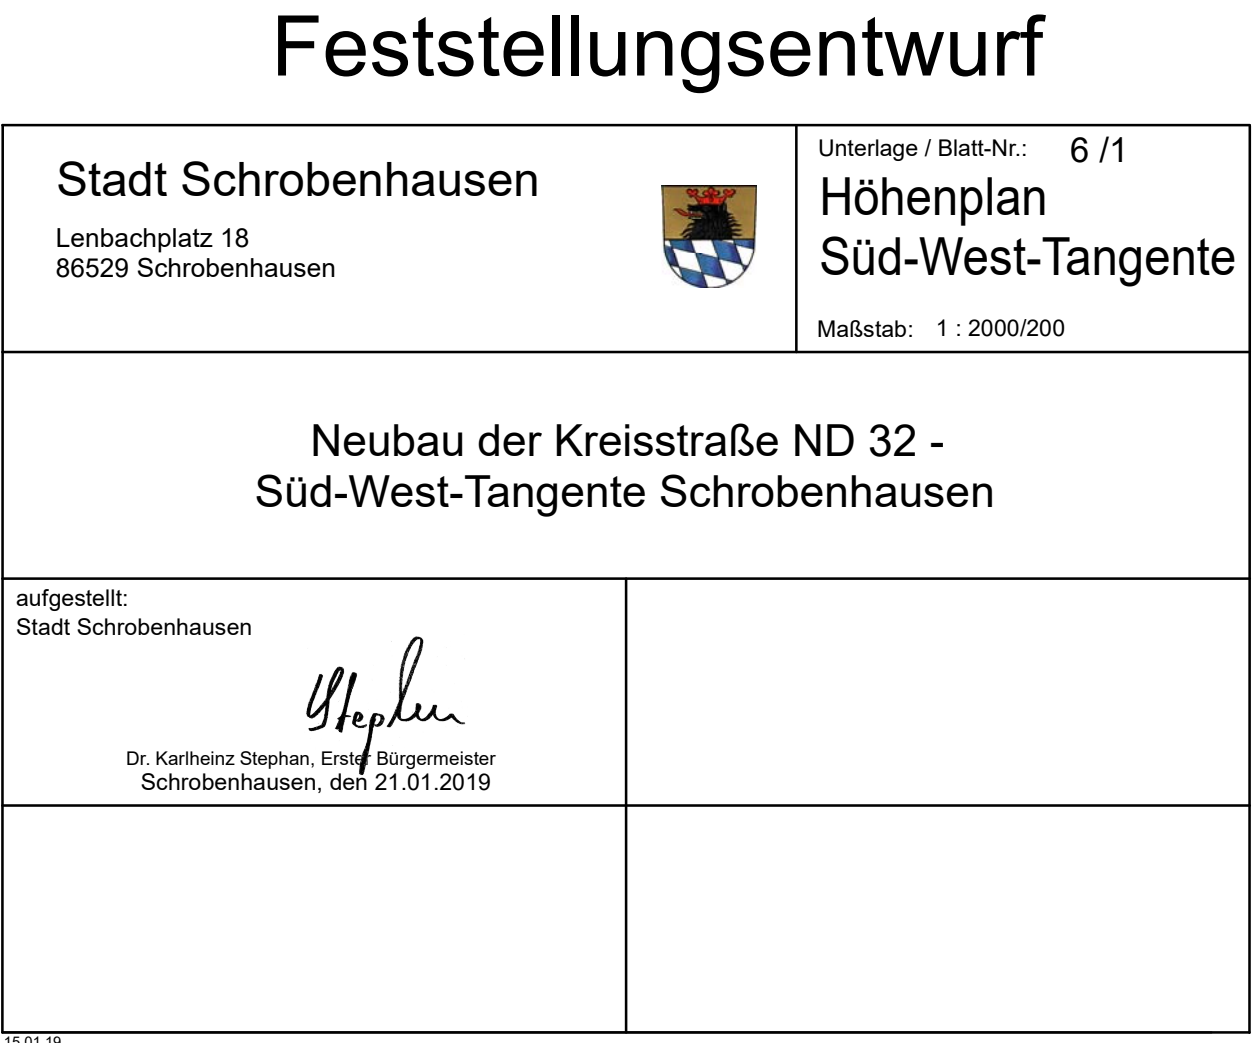 Feststellungsentwurf
Stadt Schrobenhausen
Lenbachplatz 18
86529 Schrobenhausen
Unterlage / Blatt-Nr.: 6 /1
Höhenplan
Süd-West-Tangente
Maßstab: 1 : 2000/200
Neubau der Kreisstraße ND 32 -
Süd-West-Tangente Schrobenhausen
aufgestellt:
Stadt Schrobenhausen
Stephan
Dr. Karlheinz Stephan, Erster Bürgermeister
Schrobenhausen, den 21.01.2019
15.01.19